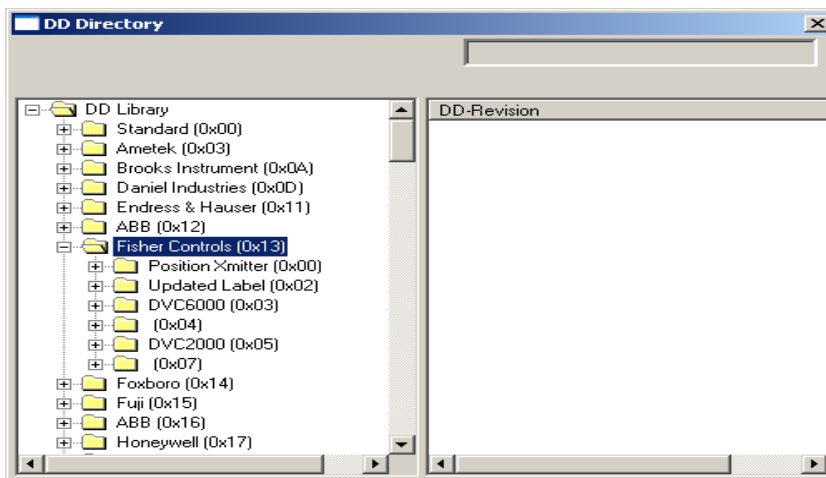 DD Directory
DD Library
Standard (0x00)
Ametek (0x03)
Brooks Instrument (0x0A)
Daniel Industries (0x0D)
Endress & Hauser (0x11)
ABB (0x12)
Fisher Controls (0x13)
Position Xmitter (0x00)
Updated Label (0x02)
DVC6000 (0x03)
(0x04)
DVC2000 (0x05)
(0x07)
Foxboro (0x14)
Fuji (0x15)
ABB (0x16)
Honeywell (0x17)
DD-Revision